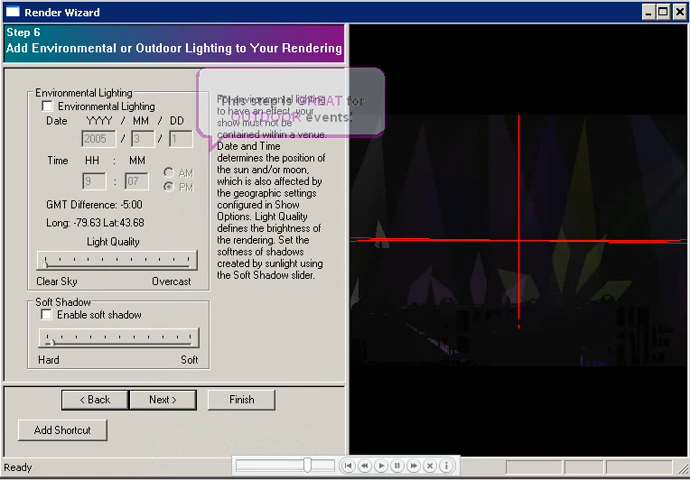 Render Wizard
Step 6
Add Environmental or Outdoor Lighting to Your Rendering
Environmental Lighting
Environmental Lighting
Date YYYY / MM / DD
2005 / 3 / 1
Time HH : MM
9 : 07
AM
PM
GMT Difference: -5:00
Long: -79.63 Lat:43.68
Light Quality
Clear Sky Overcast
Soft Shadow
Enable soft shadow
Hard Soft
This step is GREAT for
OUTDOOR events.
For environmental lighting
to have an effect, your
show must not be
contained within a venue.
Date and Time
determines the position of
the sun and/or moon,
which is also affected by
the geographic settings
configured in Show
Options. Light Quality
defines the brightness of
the rendering. Set the
softness of shadows
created by sunlight using
the Soft Shadow slider.
< Back
Next >
Finish
Add Shortcut
Ready